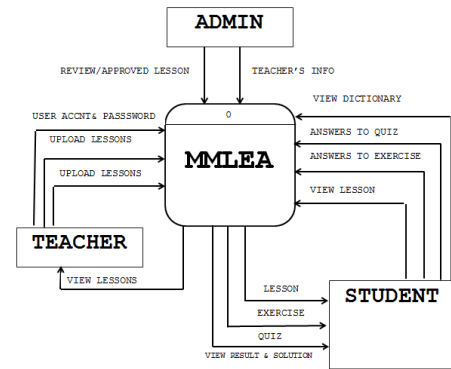 ADMIN
REVIEW/APPROVED LESSON
TEACHER'S INFO
VIEW DICTIONARY
USER ACCNT& PASSSWORD
0
ANSWERS TO QUIZ
UPLOAD LESSONS
MMLEA
ANSWERS TO EXERCISE
UPLOAD LESSONS
VIEW LESSON
TEACHER
VIEW LESSONS
LESSON
STUDENT
EXERCISE
QUIZ
VIEW RESULT & SOLUTION